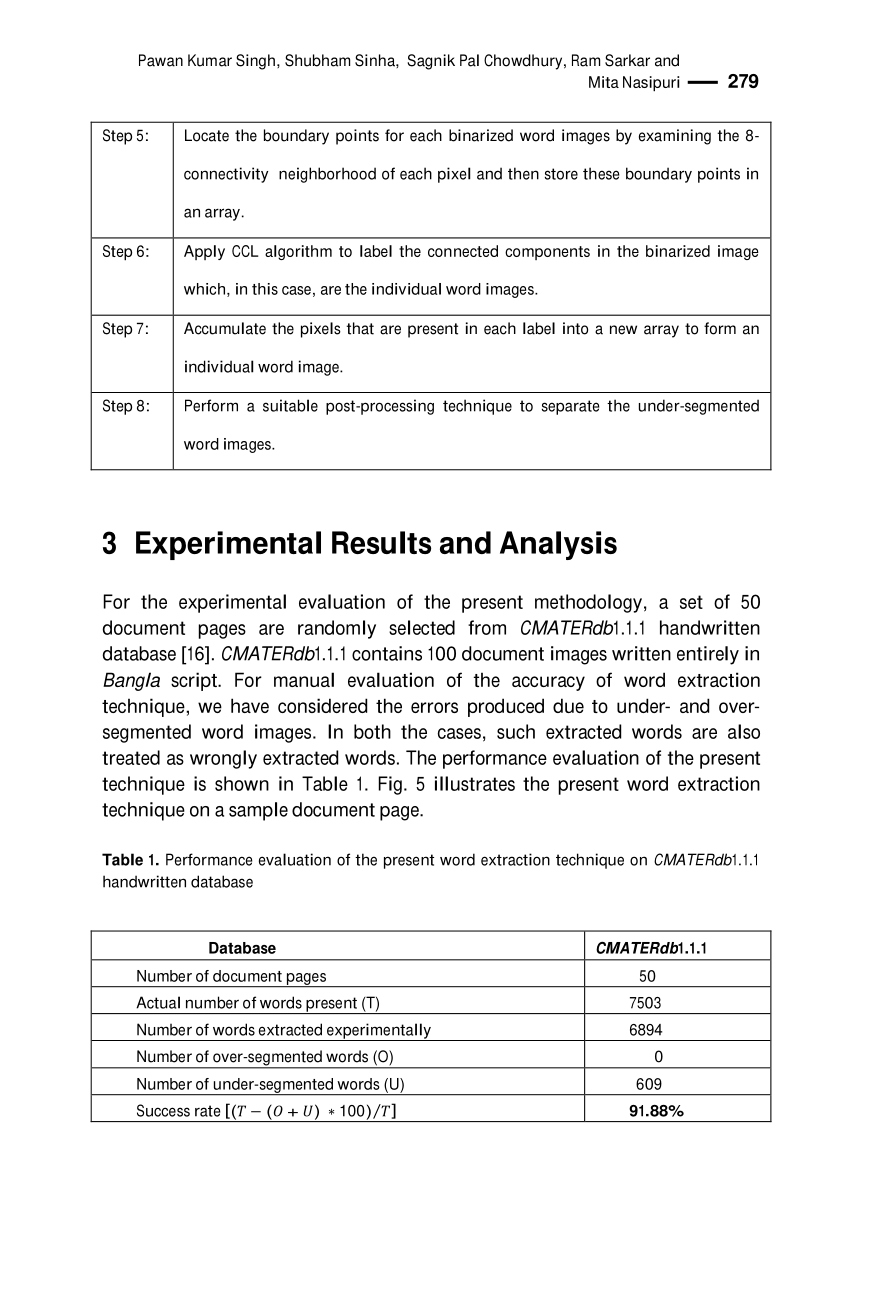 Pawan Kumar Singh, Shubham Sinha, Sagnik Pal Chowdhury, Ram Sarkar and
Mita Nasipuri — 279
Step 5: Locate the boundary points for each binarized word images by examining the 8-
connectivity neighborhood of each pixel and then store these boundary points in
an array.
Step 6: Apply CCL algorithm to label the connected components in the binarized image
which, in this case, are the individual word images.
Step 7: Accumulate the pixels that are present in each label into a new array to form an
individual word image.
Step 8: Perform a suitable post-processing technique to separate the under-segmented
word images.
3 Experimental Results and Analysis
For the experimental evaluation of the present methodology, a set of 50
document pages are randomly selected from CMATERdb1.1.1 handwritten
database [16]. CMATERdb1.1.1 contains 100 document images written entirely in
Bangla script. For manual evaluation of the accuracy of word extraction
technique, we have considered the errors produced due to under- and over-
segmented word images. In both the cases, such extracted words are also
treated as wrongly extracted words. The performance evaluation of the present
technique is shown in Table 1. Fig. 5 illustrates the present word extraction
technique on a sample document page.
Table 1. Performance evaluation of the present word extraction technique on CMATERdb1.1.1
handwritten database
Database CMATERdb1.1.1
Number of document pages 50
Actual number of words present (T) 7503
Number of words extracted experimentally 6894
Number of over-segmented words (O) 0
Number of under-segmented words (U) 609
Success rate [(T − (O + U) ∗ 100)/T] 91.88%